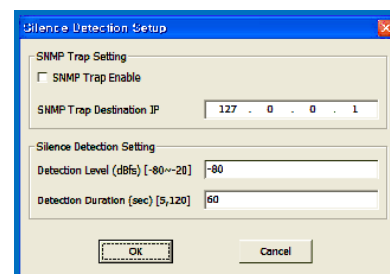 Silence Detection Setup
SNMP Trap Setting
SNMP Trap Enable
SNMP Trap Destination IP 127 . 0 . 0 . 1
Silence Detection Setting
Detection Level (dBfs) [-80~-20] -80
Detection Duration (sec) [5,120] 60
OK Cancel